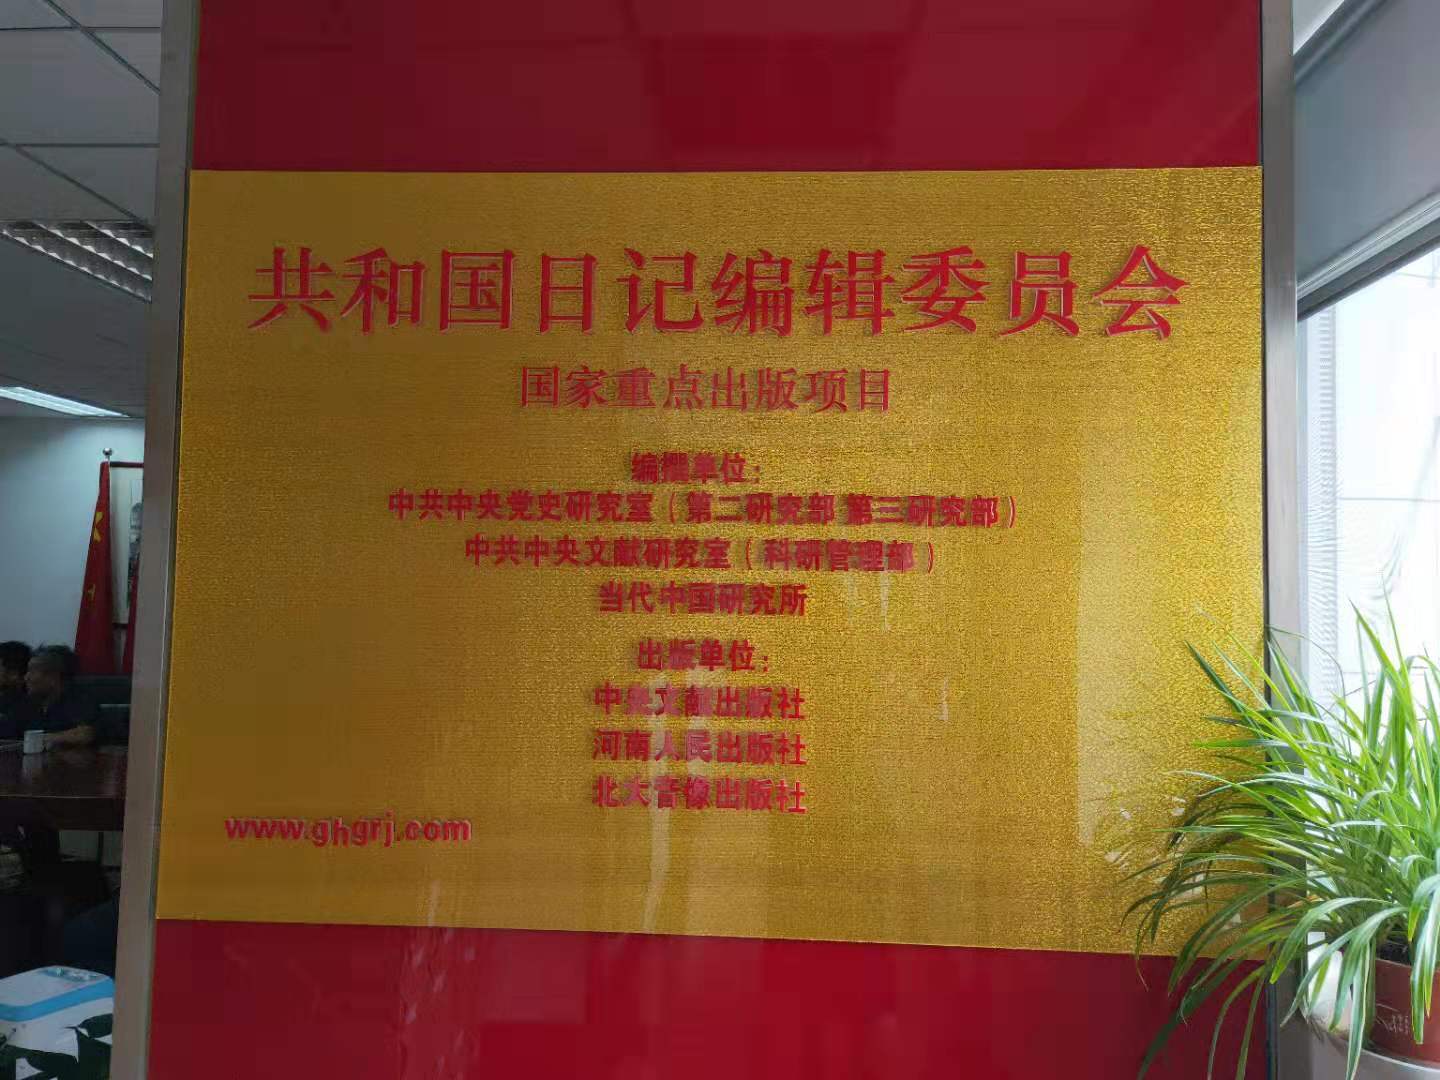 共和国日记编辑委员会
国家重点出版项目
编撰单位：
中共中央党史研究室（第二研究部 第三研究部）
中共中央文献研究室（科研管理部）
当代中国研究所
出版单位：
中央文献出版社
河南人民出版社
北大音像出版社
www.ghgrj.com